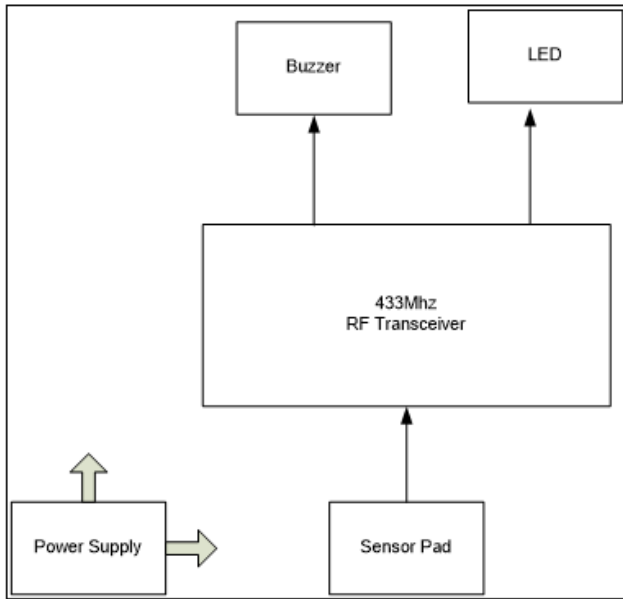 Buzzer
LED
433Mhz
RF Transceiver
Power Supply
Sensor Pad